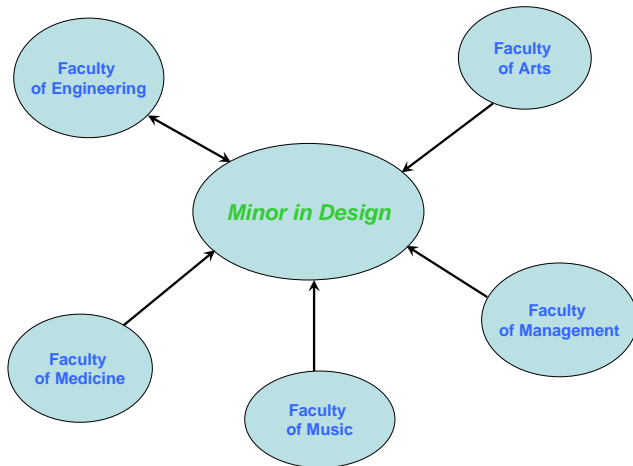 Faculty
of Engineering
Faculty
of Arts
Minor in Design
Faculty
of Management
Faculty
of Medicine
Faculty
of Music